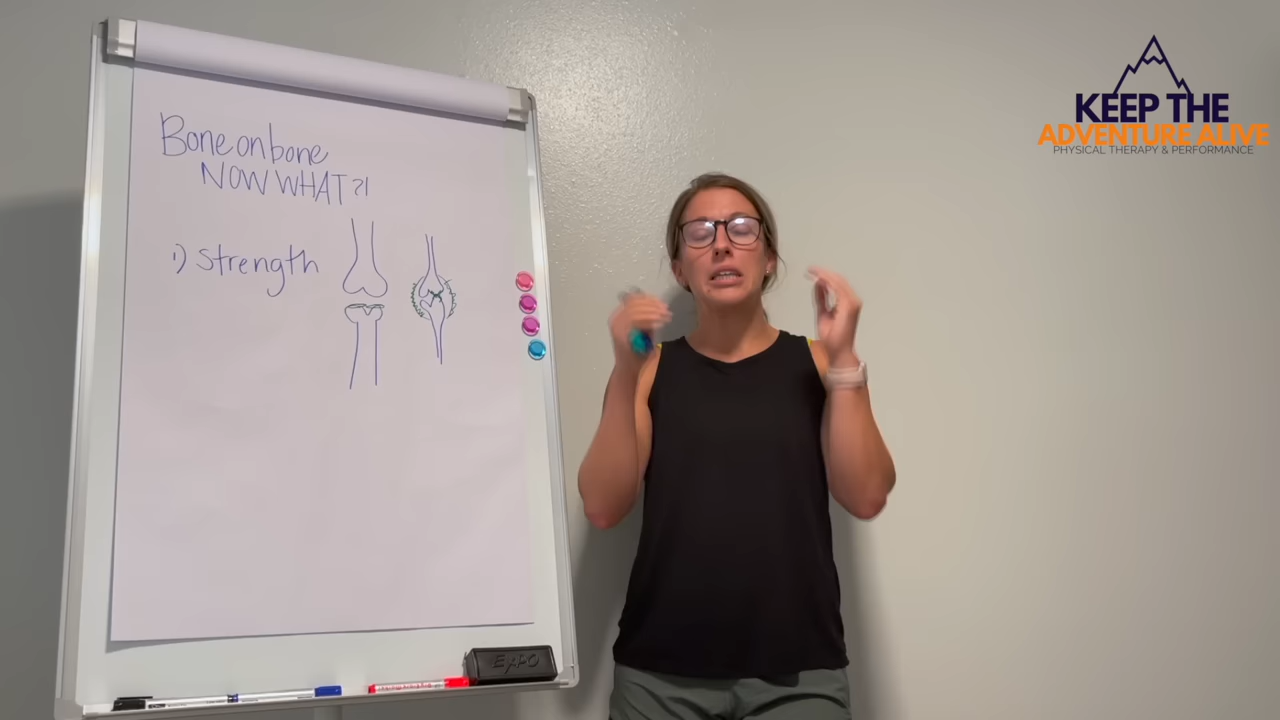 Bone on bone
NOW WHAT?!
1) Strength
KEEP THE
ADVENTURE ALIVE
PHYSICAL THERAPY & PERFORMANCE
EXPO